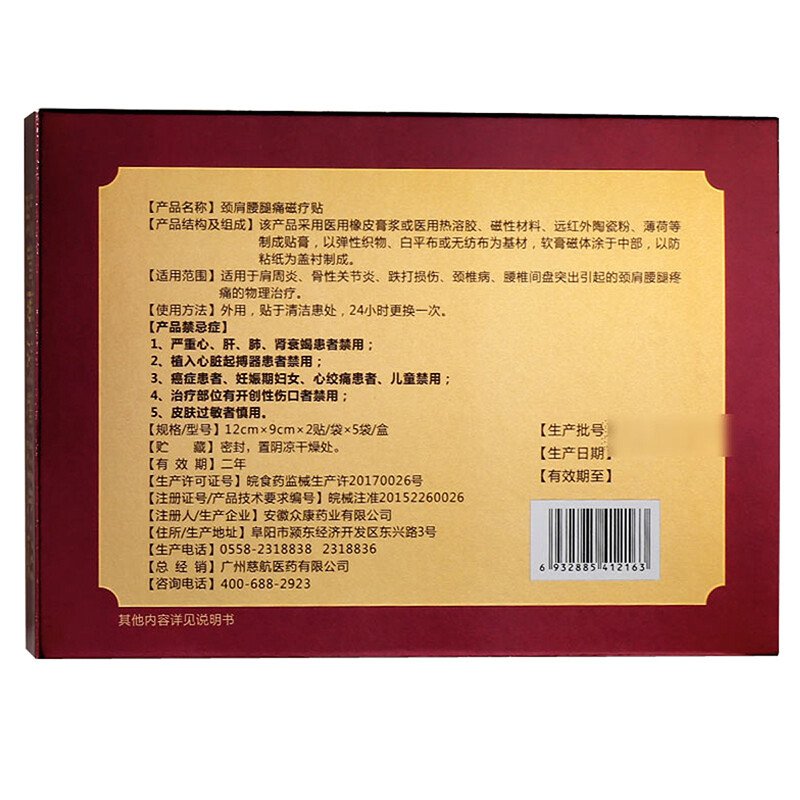 【产品名称】颈肩腰腿痛磁疗贴
【产品结构及组成】该产品采用医用橡皮膏浆或医用热溶胶、磁性材料、远红外陶瓷粉、薄荷等
制成贴膏，以弹性织物、白平布或无纺布为基材，软膏磁体涂于中部，以防
粘纸为盖衬制成。
【适用范围】适用于肩周炎、骨性关节炎、跌打损伤、颈椎病、腰椎间盘突出引起的颈肩腰腿疼
痛的物理治疗。
【使用方法】外用，贴于清洁患处，24小时更换一次。
【产品禁忌症】
1、严重心、肝、肺、肾衰竭患者禁用；
2、植入心脏起搏器患者禁用；
3、癌症患者、妊娠期妇女、心绞痛患者、儿童禁用；
4、治疗部位有开创性伤口者禁用；
5、皮肤过敏者慎用。
【规格/型号】12cm×9cm×2贴/袋×5袋/盒
【贮 藏】密封，置阴凉干燥处。
【有 效 期】二年
【生产许可证号】皖食药监械生产许20170026号
【注册证号/产品技术要求编号】皖械注准20152260026
【注册人/生产企业】安徽众康药业有限公司
【住所/生产地址】阜阳市颍东经济开发区东兴路3号
【生产电话】0558-2318838 2318836
【总 经 销】广州慈航医药有限公司
【咨询电话】400-688-2923
【生产批号
【生产日期】
【有效期至】
6 932885 412163
其他内容详见说明书